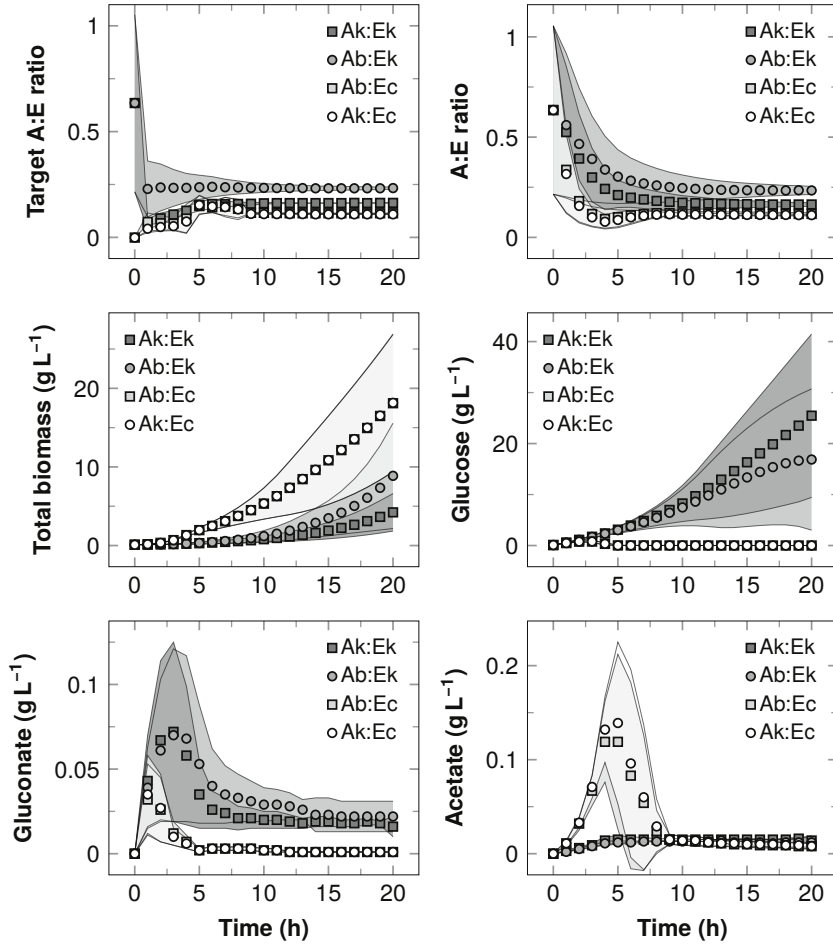 Target A:E ratio
1
0.5
0
0 5 10 15 20
Ak:Ek
Ab:Ek
Ab:Ec
Ak:Ec
A:E ratio
1
0.5
0
0 5 10 15 20
Ak:Ek
Ab:Ek
Ab:Ec
Ak:Ec
Total biomass (g L⁻¹)
20
10
0
0 5 10 15 20
Ak:Ek
Ab:Ek
Ab:Ec
Ak:Ec
Glucose (g L⁻¹)
40
20
0
0 5 10 15 20
Ak:Ek
Ab:Ek
Ab:Ec
Ak:Ec
Gluconate (g L⁻¹)
0.1
0.05
0
0 5 10 15 20
Time (h)
Ak:Ek
Ab:Ek
Ab:Ec
Ak:Ec
Acetate (g L⁻¹)
0.2
0.1
0
0 5 10 15 20
Time (h)
Ak:Ek
Ab:Ek
Ab:Ec
Ak:Ec